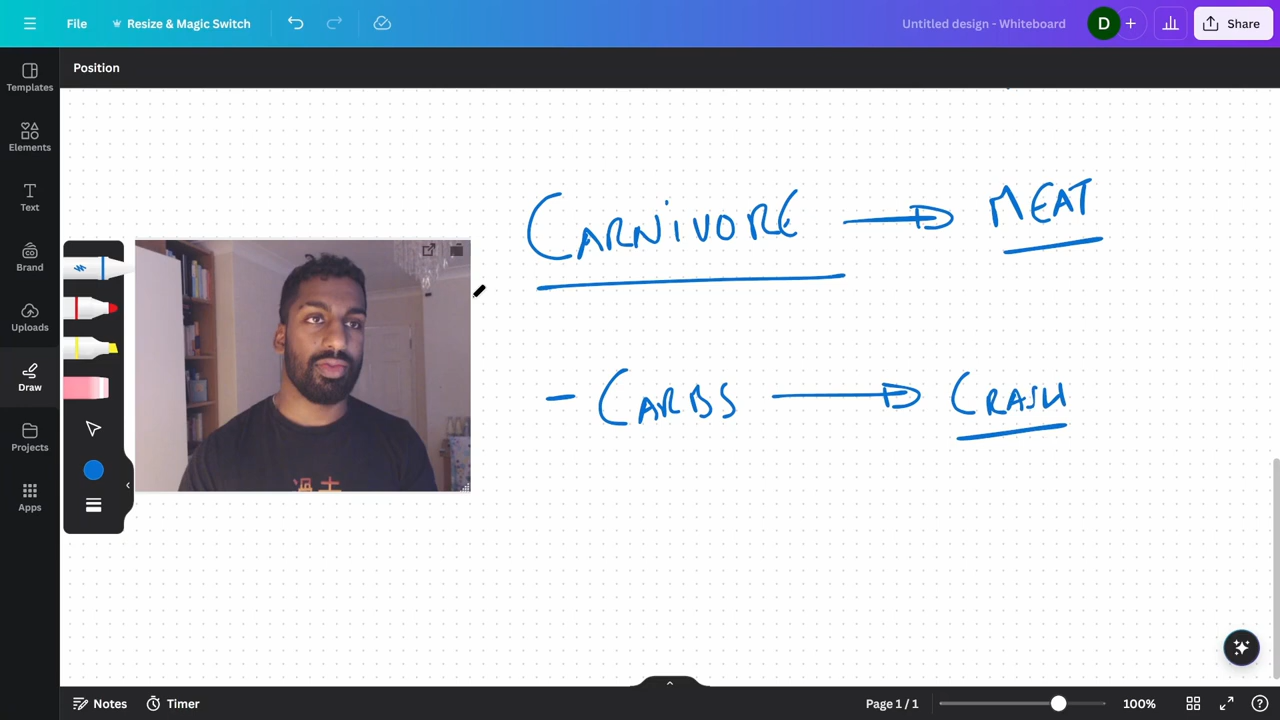 File
Resize & Magic Switch
Untitled design - Whiteboard
D
+
Share
Position
Templates
Elements
Text
Brand
Uploads
Draw
Projects
Apps
CARNIVORE → MEAT
- CARBS → CRASH
Notes
Timer
Page 1 / 1
100%